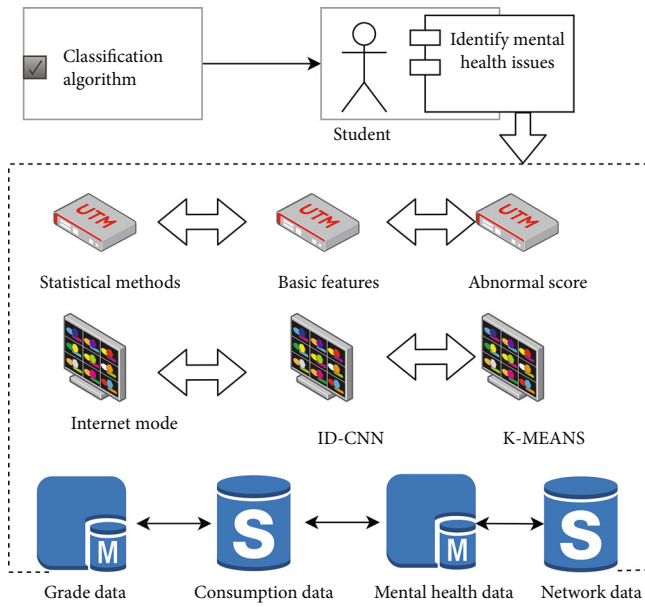 Classification
algorithm
Identify mental
health issues
Student
UTM
UTM
UTM
Statistical methods
Basic features
Abnormal score
Internet mode
ID-CNN
K-MEANS
M
S
M
S
Grade data
Consumption data
Mental health data
Network data